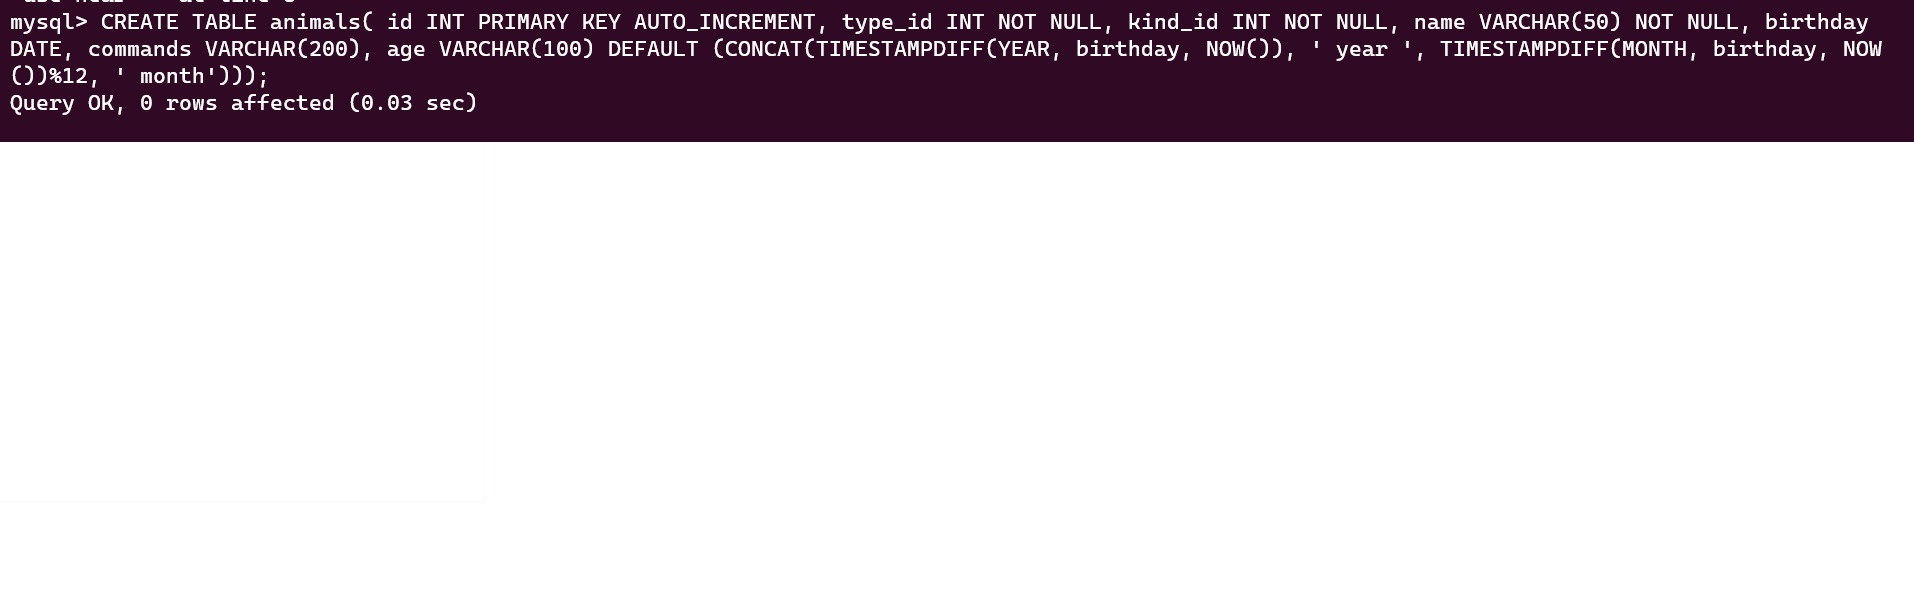 mysql> CREATE TABLE animals( id INT PRIMARY KEY AUTO_INCREMENT, type_id INT NOT NULL, kind_id INT NOT NULL, name VARCHAR(50) NOT NULL, birthday
DATE, commands VARCHAR(200), age VARCHAR(100) DEFAULT (CONCAT(TIMESTAMPDIFF(YEAR, birthday, NOW()), ' year ', TIMESTAMPDIFF(MONTH, birthday, NOW
())%12, ' month')));
Query OK, 0 rows affected (0.03 sec)